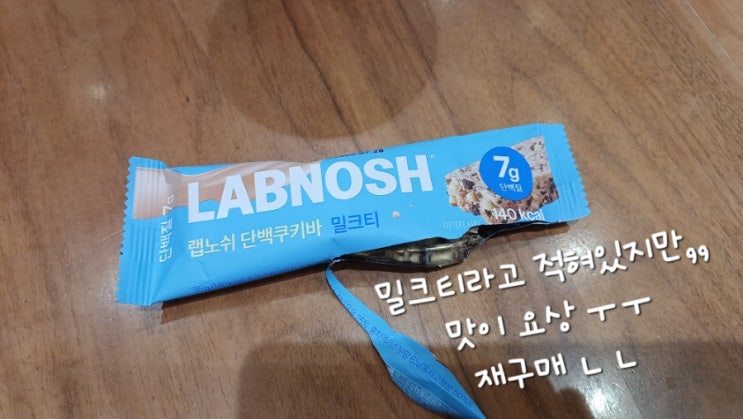 LABNOSH
7g
단백질
단백질 7g
랩노쉬 단백쿠키바 밀크티
140 kcal
밀크티라고 적혀있지만,,
맛이 요상 ㅜㅜ
재구매 ㄴㄴ